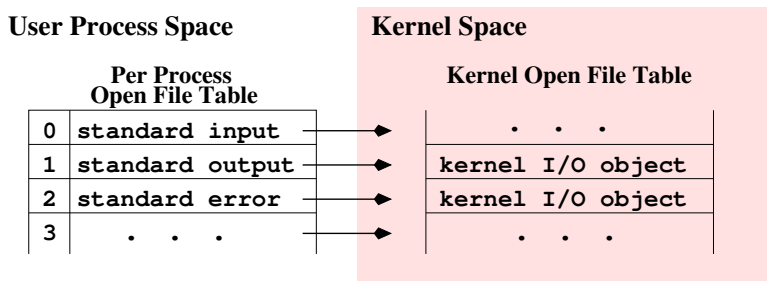 User Process Space
Kernel Space
Per Process
Open File Table
Kernel Open File Table
0 standard input
. . .
1 standard output
kernel I/O object
2 standard error
kernel I/O object
3 . . .
. . .